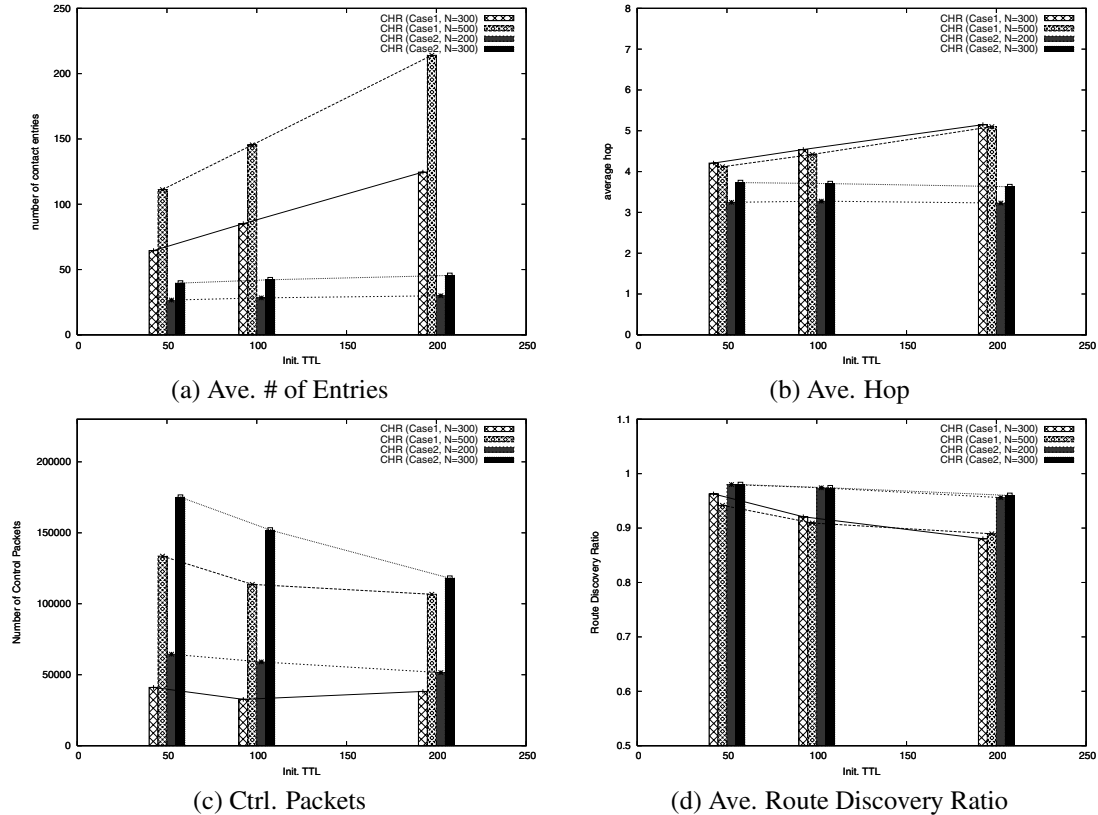 CHR (Case1, N=300)
CHR (Case1, N=500)
CHR (Case2, N=200)
CHR (Case2, N=300)
number of contact entries
250
200
150
100
50
0
0 50 100 150 200 250
Init. TTL
(a) Ave. # of Entries
CHR (Case1, N=300)
CHR (Case1, N=500)
CHR (Case2, N=200)
CHR (Case2, N=300)
average hop
8
7
6
5
4
3
2
1
0
0 50 100 150 200 250
Init. TTL
(b) Ave. Hop
CHR (Case1, N=300)
CHR (Case1, N=500)
CHR (Case2, N=200)
CHR (Case2, N=300)
Number of Control Packets
200000
150000
100000
50000
0
0 50 100 150 200 250
Init. TTL
(c) Ctrl. Packets
CHR (Case1, N=300)
CHR (Case1, N=500)
CHR (Case2, N=200)
CHR (Case2, N=300)
Route Discovery Ratio
1.1
1
0.9
0.8
0.7
0.6
0.5
0 50 100 150 200 250
Init. TTL
(d) Ave. Route Discovery Ratio